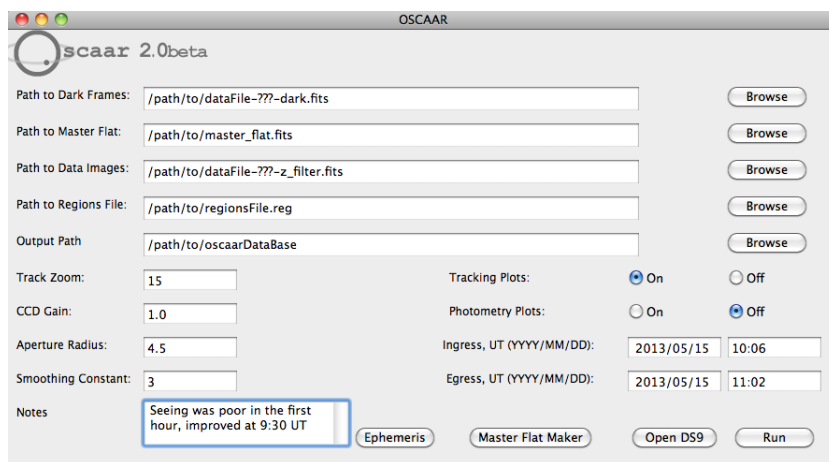 OSCAAR
Oscaar 2.0beta
Path to Dark Frames: /path/to/dataFile-???-dark.fits Browse
Path to Master Flat: /path/to/master_flat.fits Browse
Path to Data Images: /path/to/dataFile-???-z_filter.fits Browse
Path to Regions File: /path/to/regionsFile.reg Browse
Output Path /path/to/oscaarDataBase Browse
Track Zoom: 15 Tracking Plots: On Off
CCD Gain: 1.0 Photometry Plots: On Off
Aperture Radius: 4.5 Ingress, UT (YYYY/MM/DD): 2013/05/15 10:06
Smoothing Constant: 3 Egress, UT (YYYY/MM/DD): 2013/05/15 11:02
Notes Seeing was poor in the first
hour, improved at 9:30 UT
Ephemeris Master Flat Maker Open DS9 Run